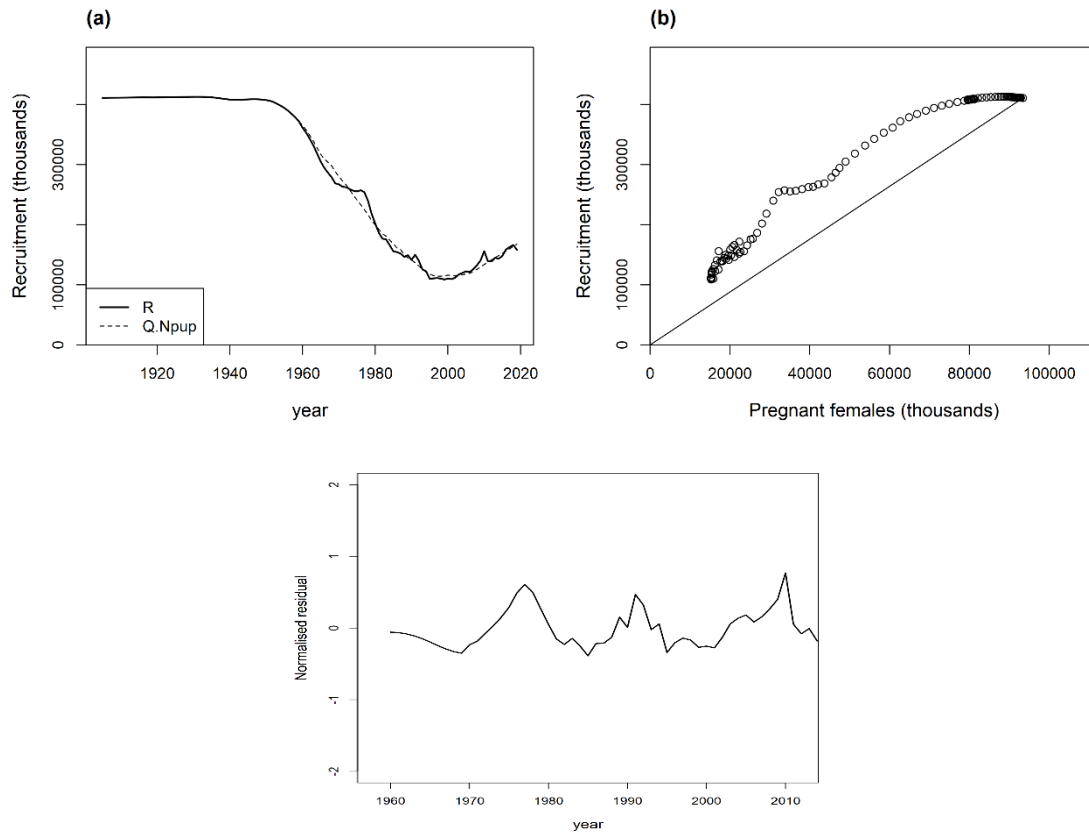 (a)
Recruitment (thousands)
0
100000
300000
R
Q.Npup
1920
1940
1960
1980
2000
2020
year
(b)
Recruitment (thousands)
0
100000
300000
0
20000
40000
60000
80000
100000
Pregnant females (thousands)
Normalised residual
2
1
0
-1
-2
1960
1970
1980
1990
2000
2010
year